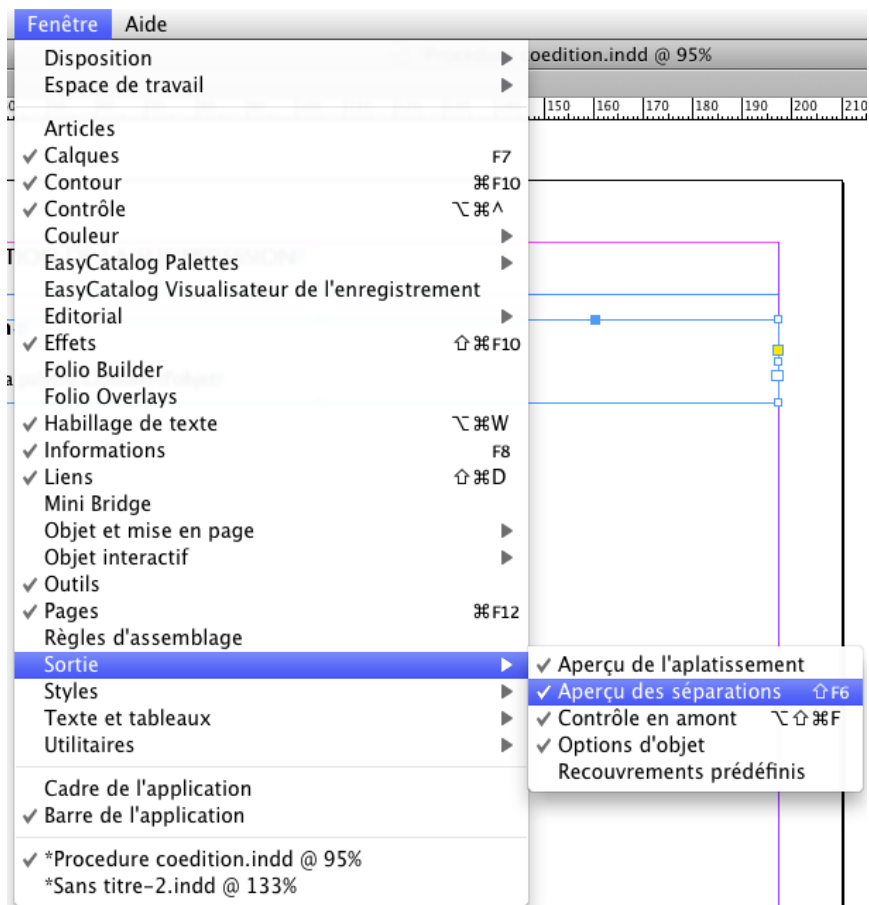 Fenêtre Aide
Disposition
oedition.indd @ 95%
Espace de travail
150 160 170 180 190 200 210
Articles
✓ Calques F7
✓ Contour ⌘F10
✓ Contrôle ⌥⌘^
Couleur
EasyCatalog Palettes
EasyCatalog Visualisateur de l'enregistrement
Editorial
✓ Effets ⇧⌘F10
Folio Builder
Folio Overlays
✓ Habillage de texte ⌥⌘W
✓ Informations F8
✓ Liens ⇧⌘D
Mini Bridge
Objet et mise en page
Objet interactif
✓ Outils
✓ Pages ⌘F12
Règles d'assemblage
Sortie
✓ Aperçu de l'aplatissement
Styles
✓ Aperçu des séparations ⇧F6
Texte et tableaux
✓ Contrôle en amont ⌥⇧⌘F
Utilitaires
✓ Options d'objet
Recouvrements prédéfinis
Cadre de l'application
✓ Barre de l'application
✓ *Procedure coedition.indd @ 95%
*Sans titre-2.indd @ 133%